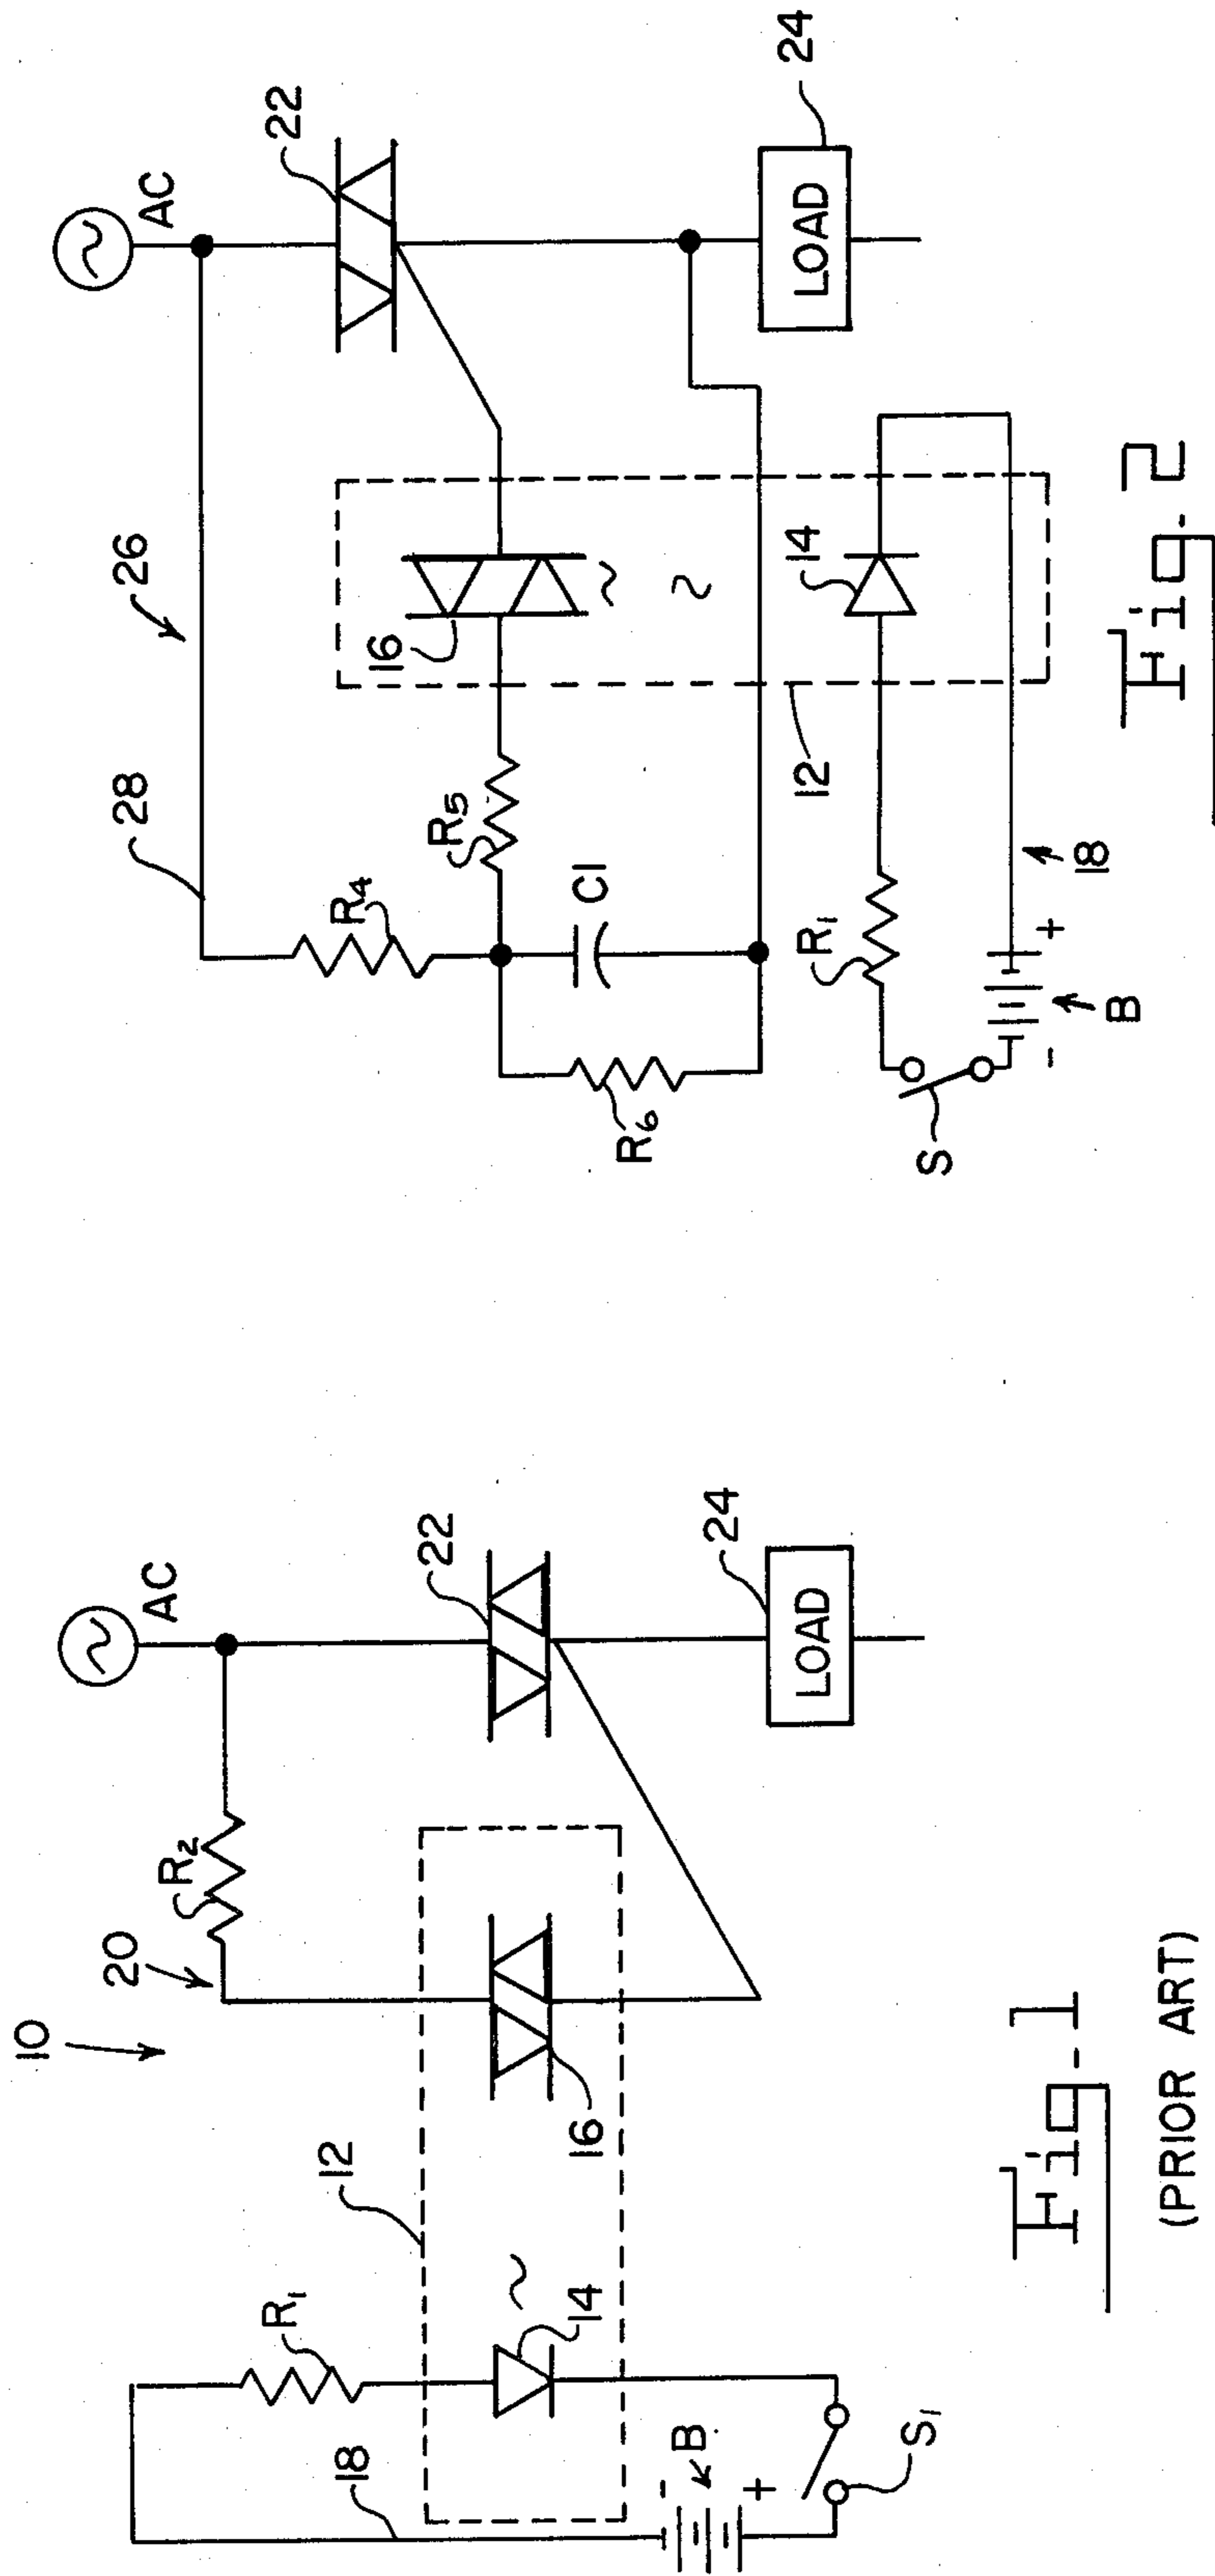 10
20
R2
AC
12
R1
18
22
16
14
B
-
+
S1
24
LOAD
Fig. 1
(PRIOR ART)
26
28
AC
22
R4
R5
16
C1
R6
24
LOAD
14
12
R1
18
S
B
-
+
Fig. 2